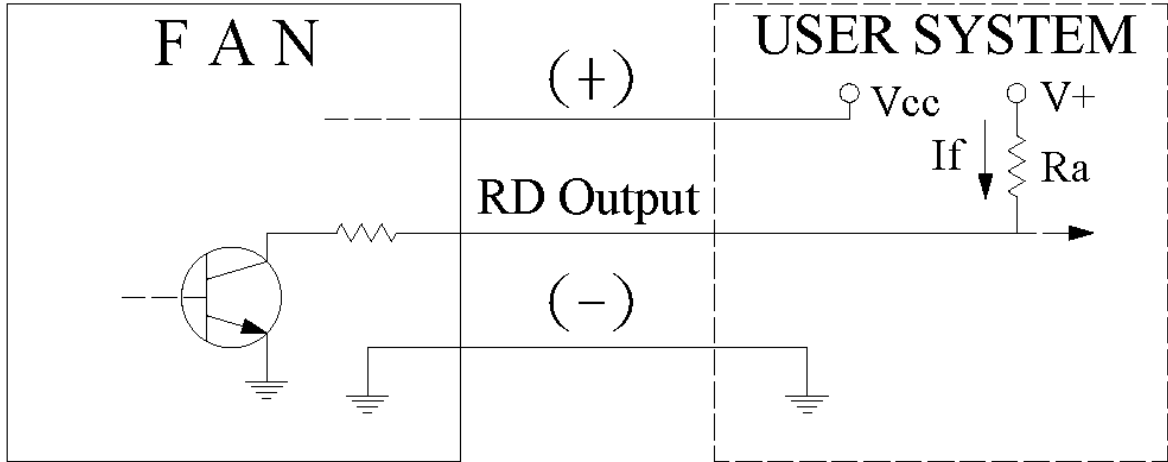 F A N
USER SYSTEM
(+)
Vcc
V+
If
Ra
RD Output
(-)